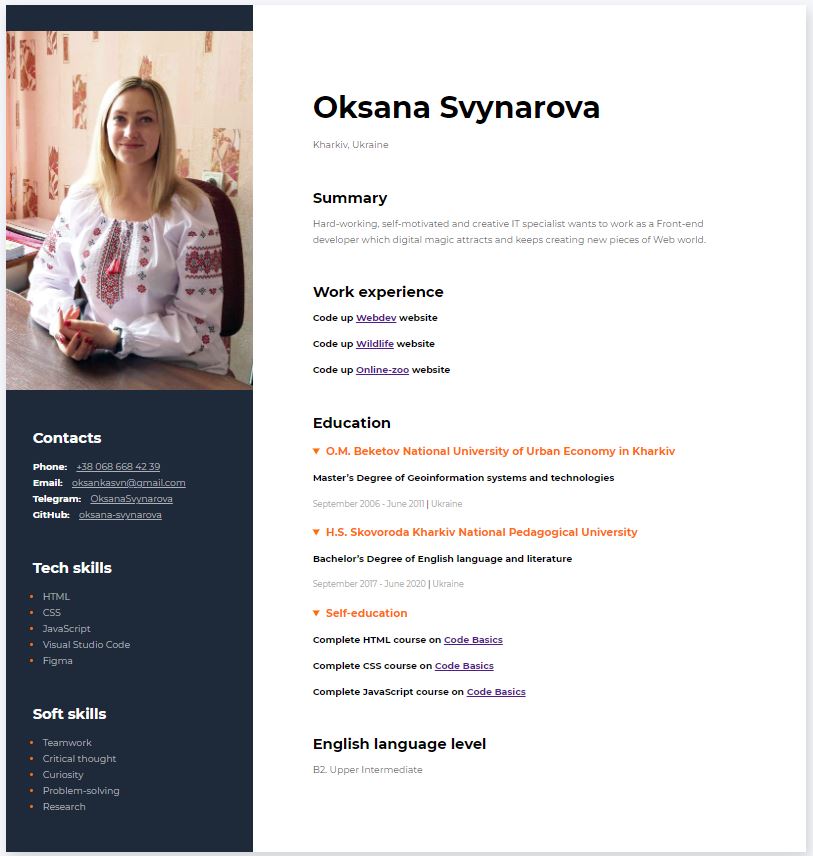 Contacts
Phone: +38 068 668 42 39
Email: oksankasvn@gmail.com
Telegram: OksanaSvynarova
GitHub: oksana-svynarova
Tech skills
HTML
CSS
JavaScript
Visual Studio Code
Figma
Soft skills
Teamwork
Critical thought
Curiosity
Problem-solving
Research
Oksana Svynarova
Kharkiv, Ukraine
Summary
Hard-working, self-motivated and creative IT specialist wants to work as a Front-end
developer which digital magic attracts and keeps creating new pieces of Web world.
Work experience
Code up Webdev website
Code up Wildlife website
Code up Online-zoo website
Education
▼ O.M. Beketov National University of Urban Economy in Kharkiv
Master's Degree of Geoinformation systems and technologies
September 2006 - June 2011 | Ukraine
▼ H.S. Skovoroda Kharkiv National Pedagogical University
Bachelor's Degree of English language and literature
September 2017 - June 2020 | Ukraine
▼ Self-education
Complete HTML course on Code Basics
Complete CSS course on Code Basics
Complete JavaScript course on Code Basics
English language level
B2. Upper Intermediate